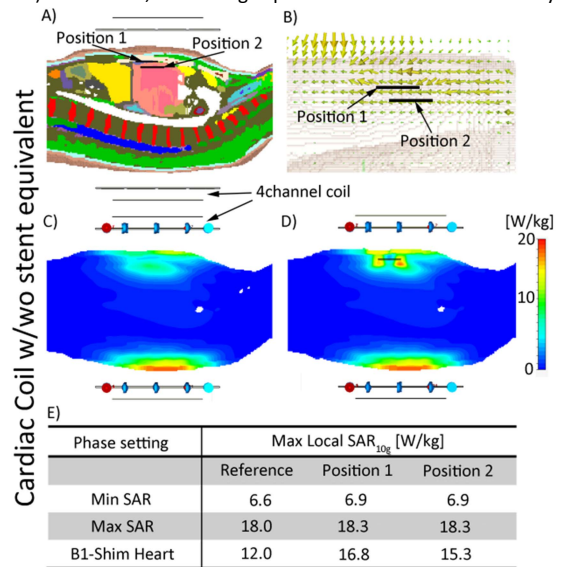 Cardiac Coil w/wo stent equivalent
A)
Position 1
Position 2
B)
Position 1
Position 2
4channel coil
C)
D)
[W/kg]
20
10
0
E)
Phase setting Max Local SAR10g [W/kg]
Reference Position 1 Position 2
Min SAR 6.6 6.9 6.9
Max SAR 18.0 18.3 18.3
B1-Shim Heart 12.0 16.8 15.3